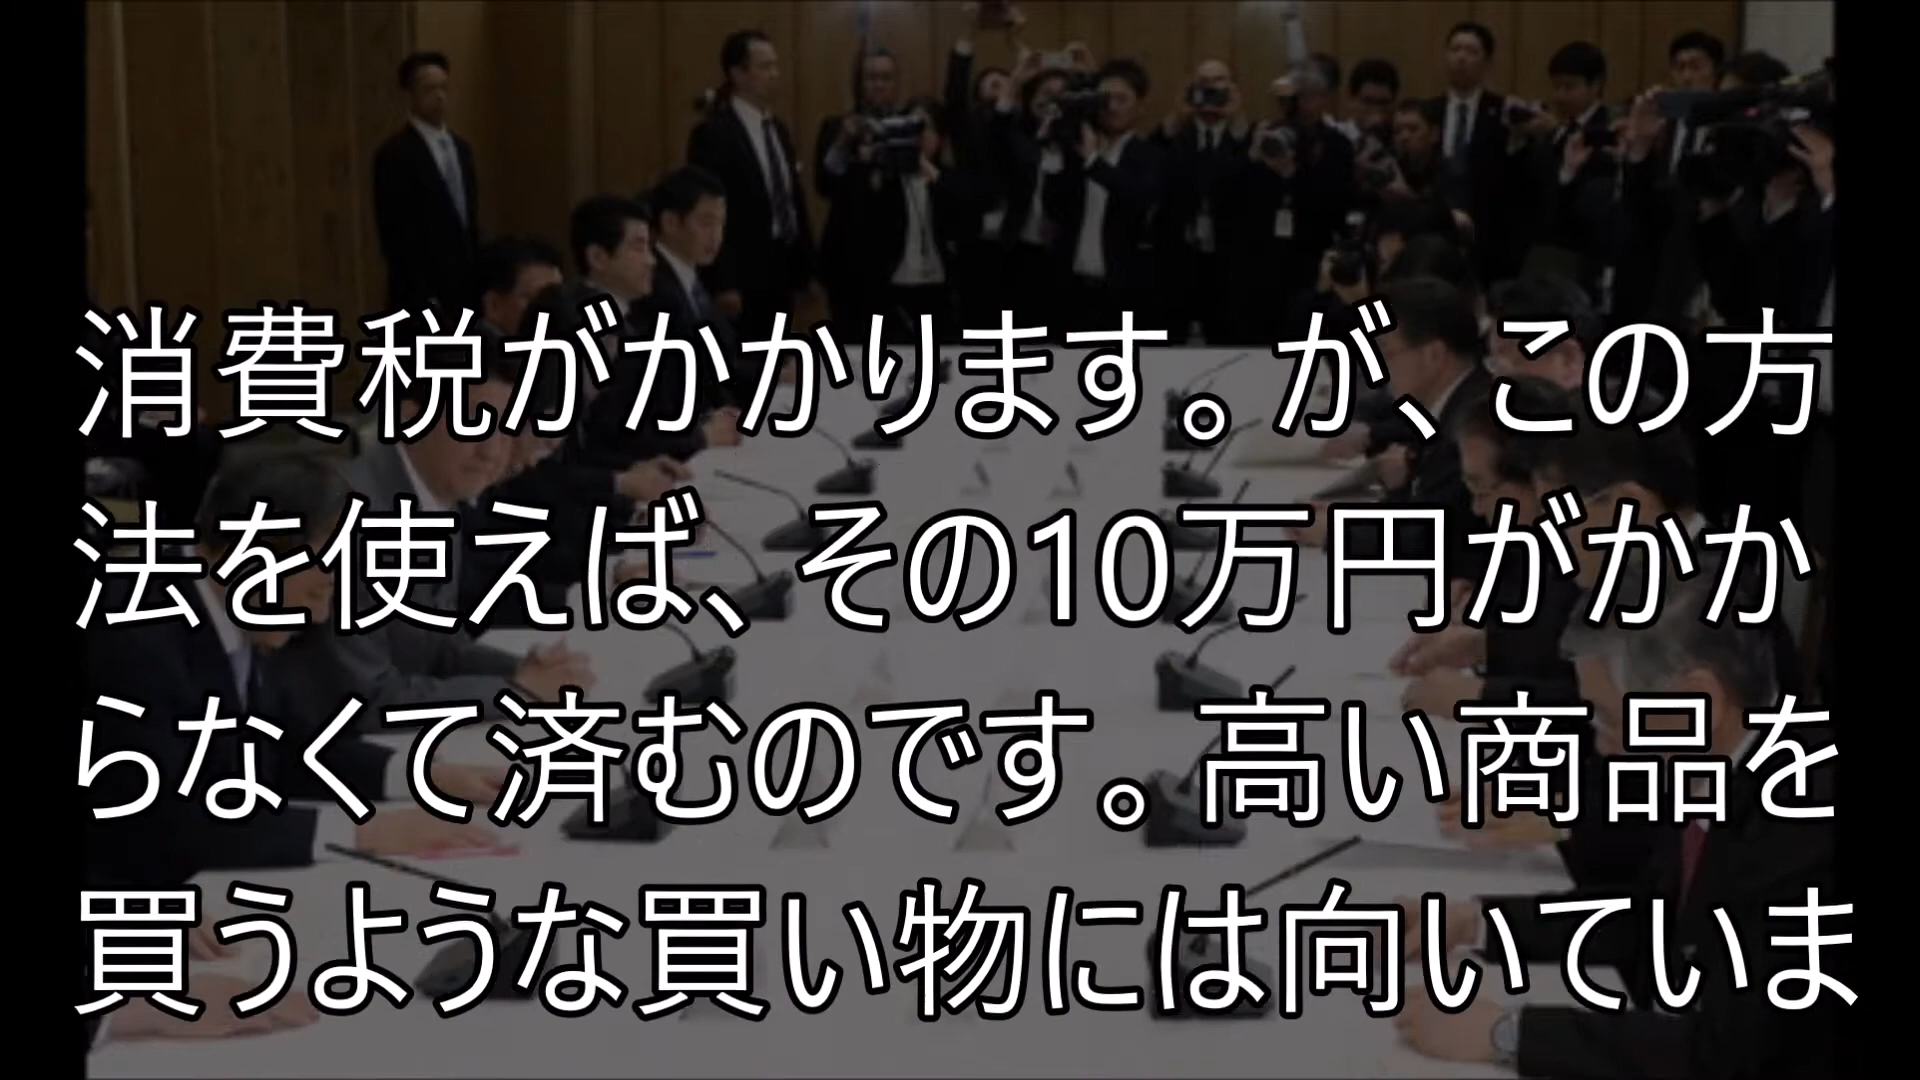 消費税がかかります。が、この方
法を使えば、その10万円がかか
らなくて済むのです。高い商品を
買うような買い物には向いていま